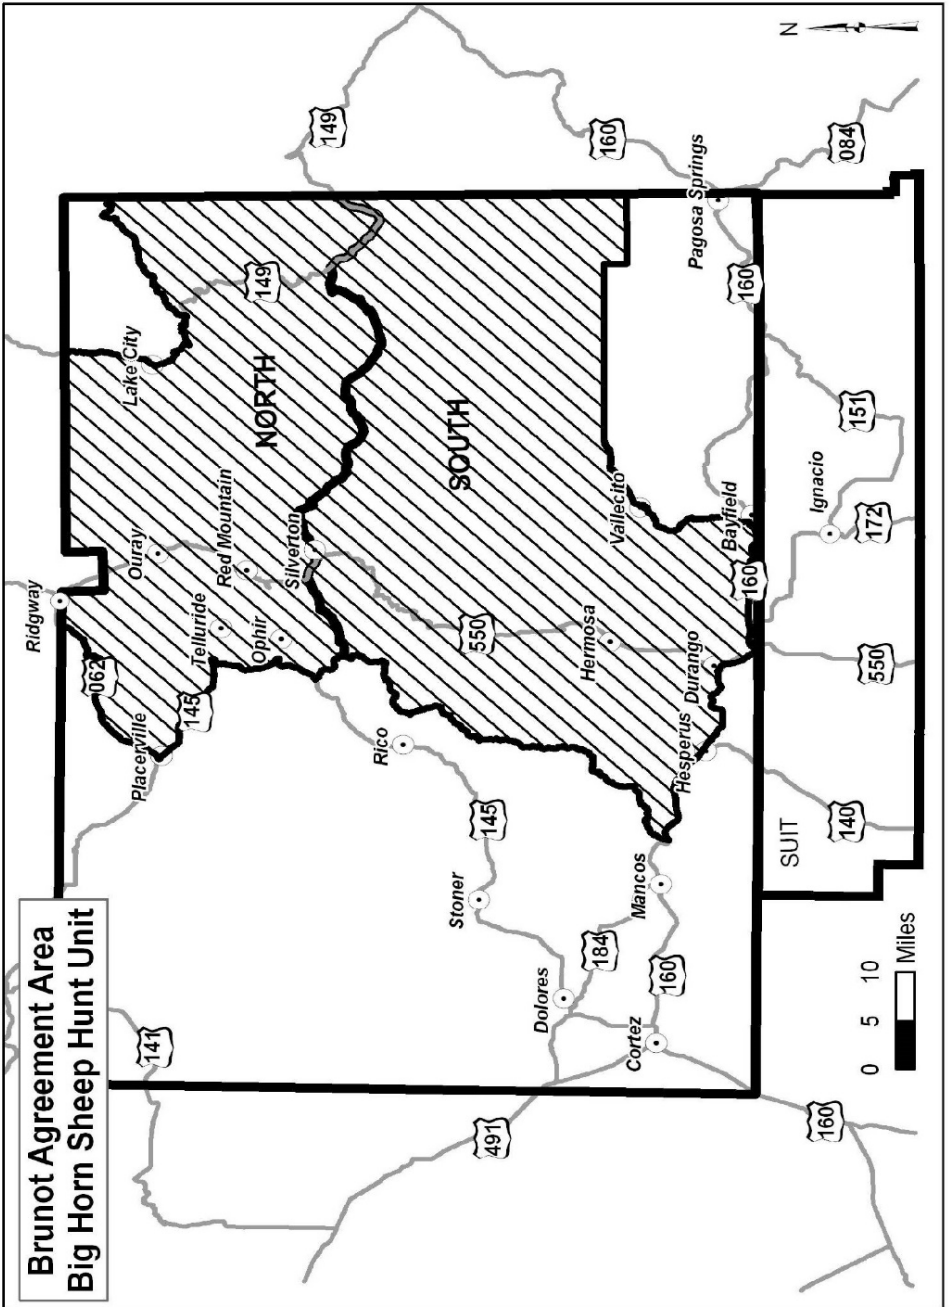 Brunot Agreement Area
Big Horn Sheep Hunt Unit
Ridgway
062
Placerville
145
Telluride
Ophir
Ouray
Red Mountain
Silverton
Lake City
149
149
NORTH
SOUTH
141
491
Rico
145
Stoner
Dolores
184
Mancos
Cortez
160
160
550
Hermosa
Hesperus
Durango
Vallecito
Bayfield
160
160
Pagosa Springs
160
084
SUIT
140
550
Ignacio
172
151
0 5 10
Miles
N